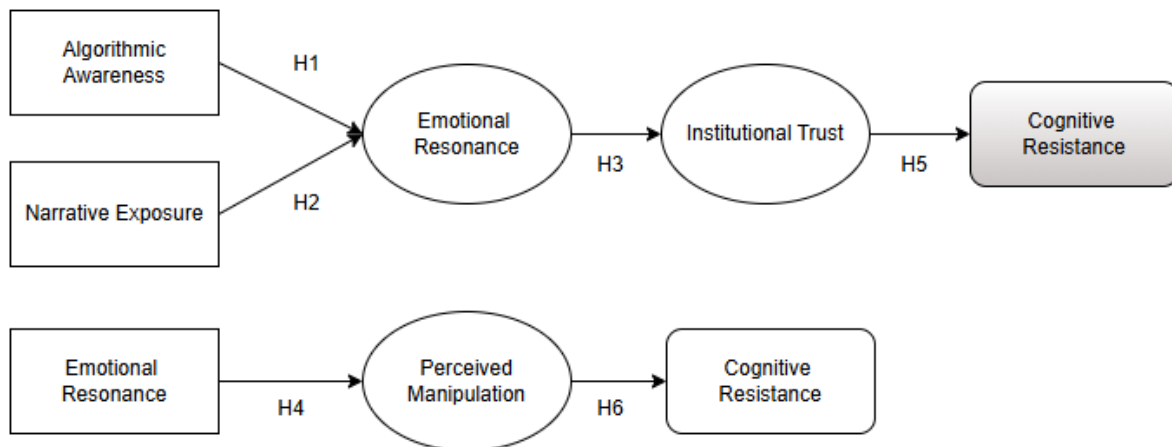 Algorithmic
Awareness
H1
Emotional
Resonance
H3
Institutional Trust
H5
Cognitive
Resistance
Narrative Exposure
H2
Emotional
Resonance
H4
Perceived
Manipulation
H6
Cognitive
Resistance